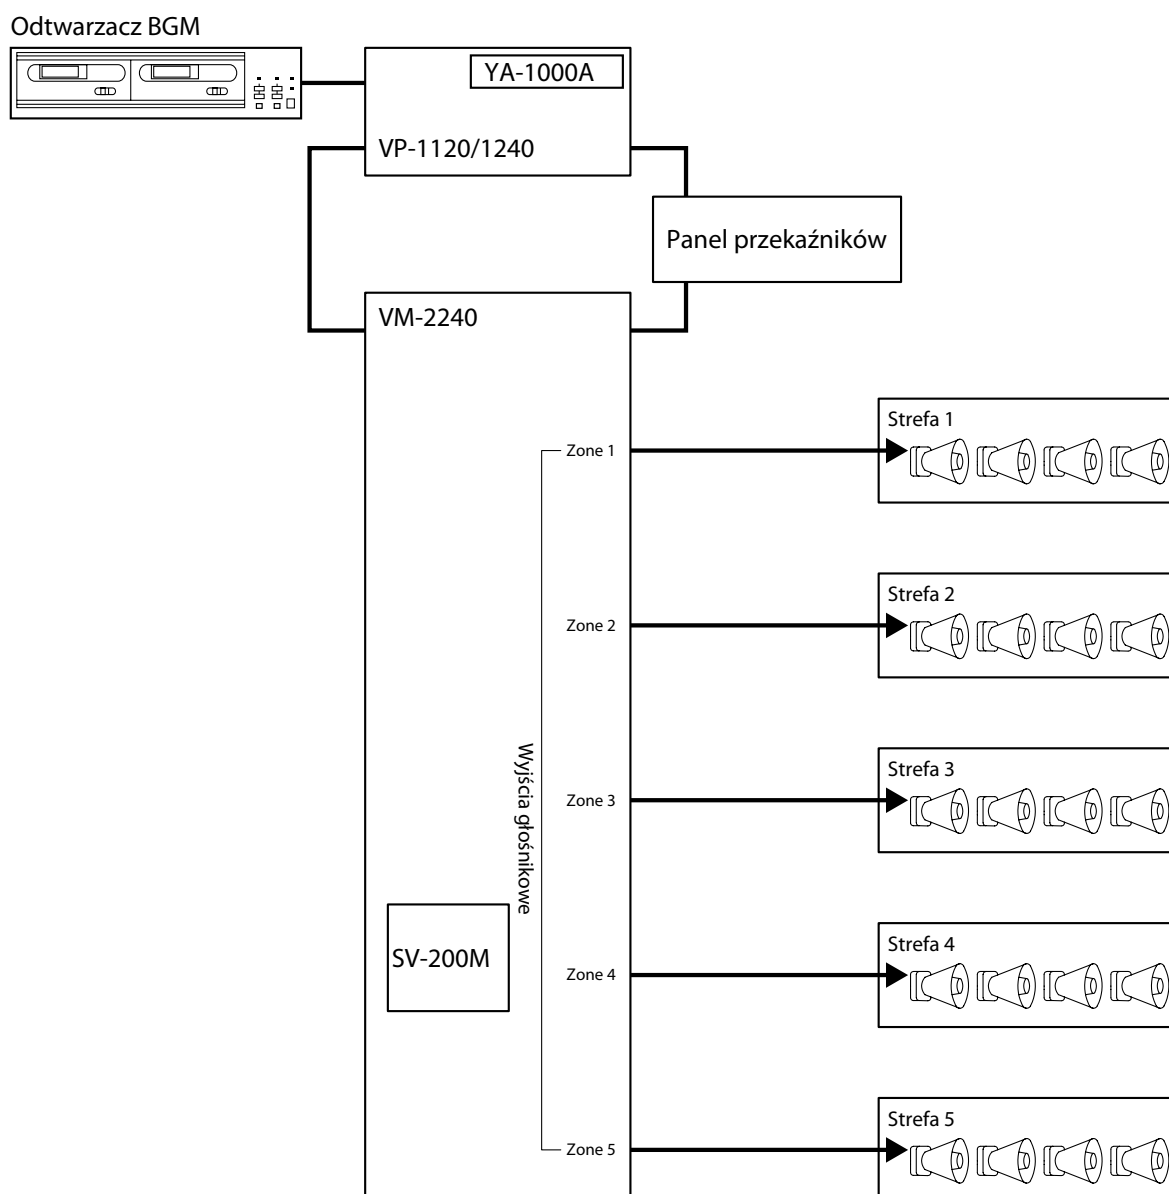 Odtwarzacz BGM
YA-1000A
VP-1120/1240
Panel przekaźników
VM-2240
Strefa 1
Zone 1
Strefa 2
Zone 2
Wyjścia głośnikowe
Strefa 3
Zone 3
SV-200M
Strefa 4
Zone 4
Strefa 5
Zone 5